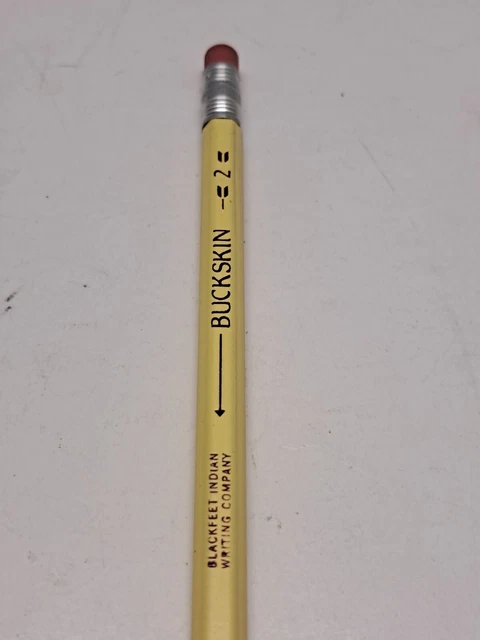 BLACKFEET INDIAN
WRITING COMPANY
BUCKSKIN 2